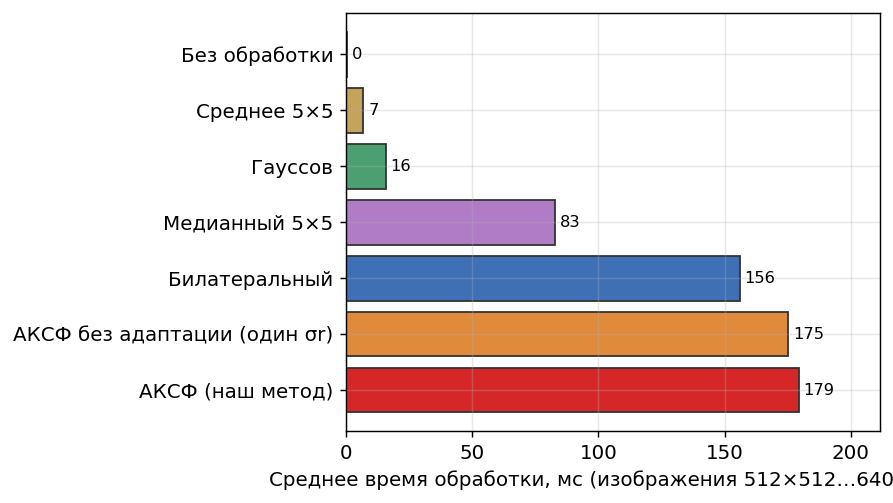 Без обработки 0
Среднее 5×5 7
Гауссов 16
Медианный 5×5 83
Билатеральный 156
АКСФ без адаптации (один σr) 175
АКСФ (наш метод) 179
0 50 100 150 200
Среднее время обработки, мс (изображения 512×512…640